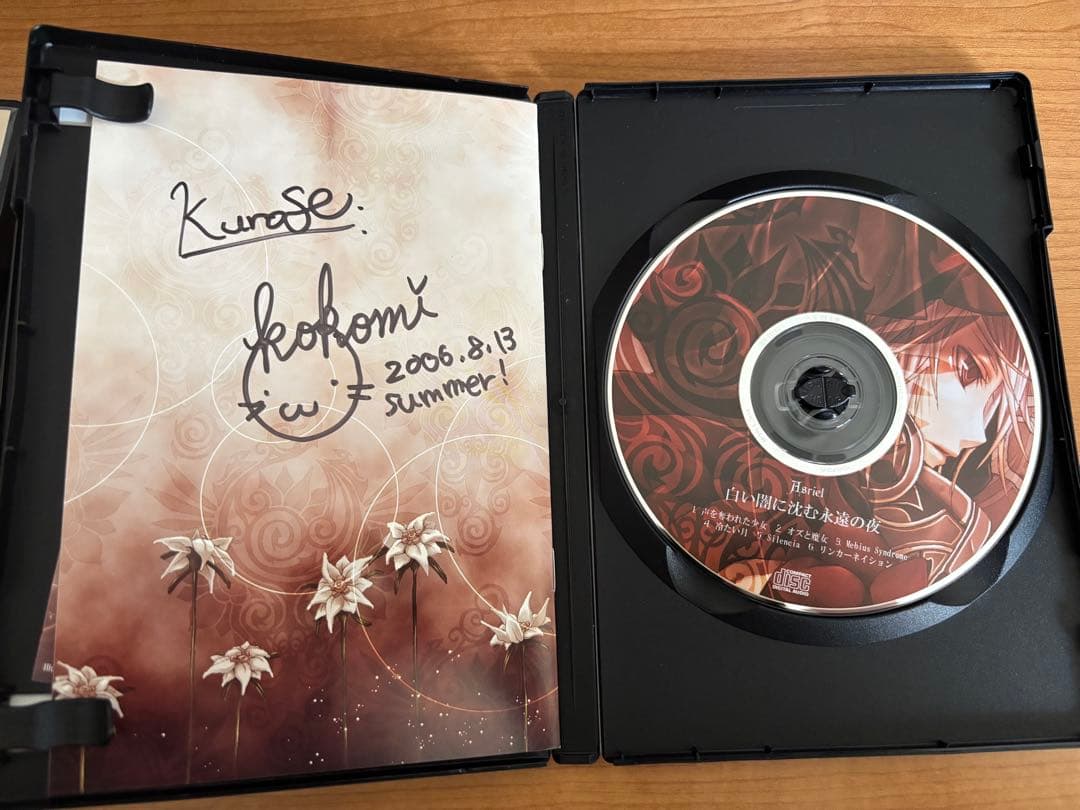 Kurose.
kokomi
2006.8.13
summer!
Asriel
白い闇に沈む永遠の夜
1 声を奪われた少女 2 オズと魔女 3 Mebius Syndrome
4 冷たい月 5 Silencia 6 リンカーネイション
COMPACT
disc
DIGITAL AUDIO